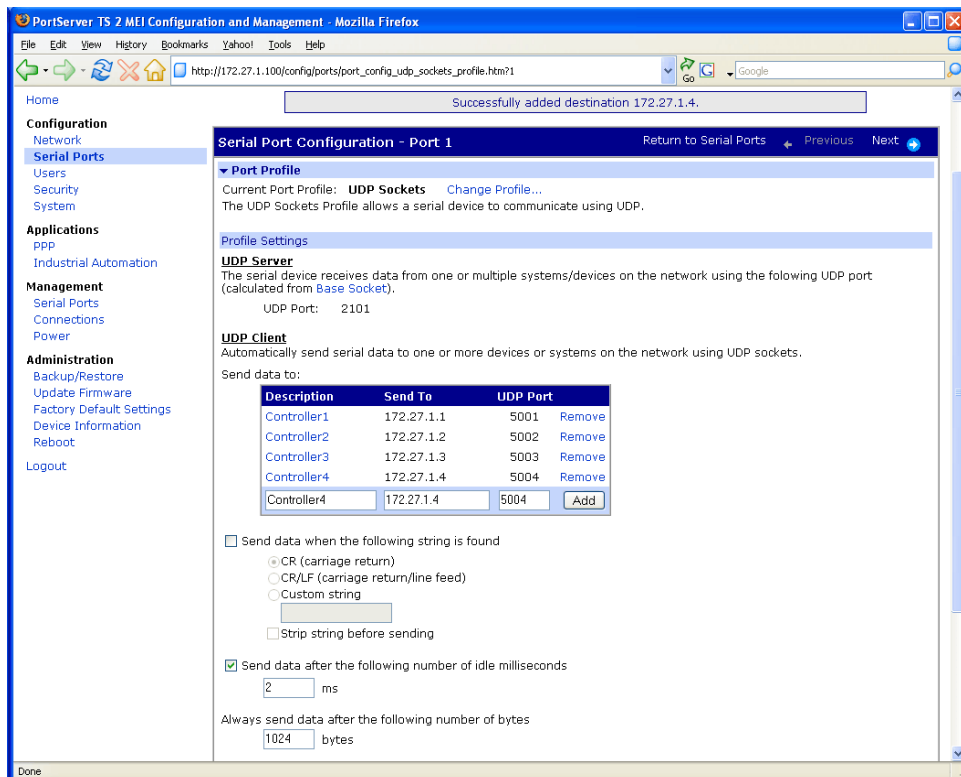 PortServer TS 2 MEI Configuration and Management - Mozilla Firefox
File Edit View History Bookmarks Yahoo! Tools Help
http://172.27.1.100/config/ports/port_config_udp_sockets_profile.htm?1
Go
G
Google
Home
Successfully added destination 172.27.1.4.
Configuration
Network
Serial Ports
Users
Security
System
Applications
PPP
Industrial Automation
Management
Serial Ports
Connections
Power
Administration
Backup/Restore
Update Firmware
Factory Default Settings
Device Information
Reboot
Logout
Serial Port Configuration - Port 1
Return to Serial Ports Previous Next
Port Profile
Current Port Profile: UDP Sockets Change Profile...
The UDP Sockets Profile allows a serial device to communicate using UDP.
Profile Settings
UDP Server
The serial device receives data from one or multiple systems/devices on the network using the folowing UDP port
(calculated from Base Socket).
UDP Port: 2101
UDP Client
Automatically send serial data to one or more devices or systems on the network using UDP sockets.
Send data to:
Description Send To UDP Port
Controller1 172.27.1.1 5001 Remove
Controller2 172.27.1.2 5002 Remove
Controller3 172.27.1.3 5003 Remove
Controller4 172.27.1.4 5004 Remove
Controller4 172.27.1.4 5004 Add
Send data when the following string is found
CR (carriage return)
CR/LF (carriage return/line feed)
Custom string
Strip string before sending
Send data after the following number of idle milliseconds
2 ms
Always send data after the following number of bytes
1024 bytes
Done